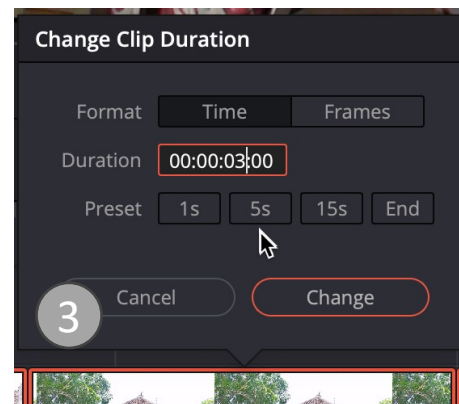 Change Clip Duration
Format Time Frames
Duration 00:00:03:00
Preset 1s 5s 15s End
3 Cancel Change